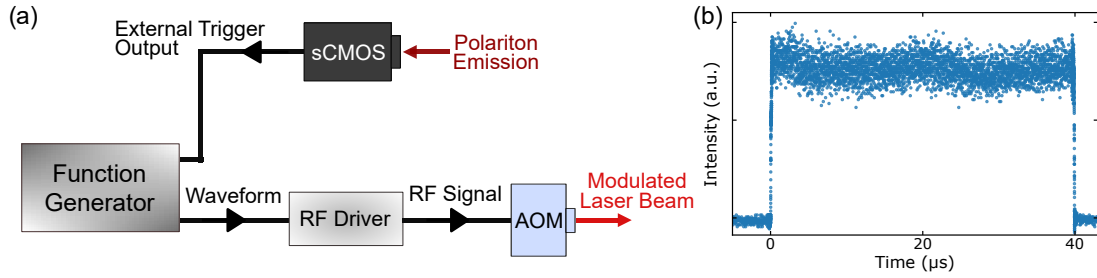 (a)
External Trigger
Output
sCMOS
Polariton
Emission
Function
Generator
Waveform
RF Driver
RF Signal
AOM
Modulated
Laser Beam
(b)
Intensity (a.u.)
0
20
40
Time (µs)